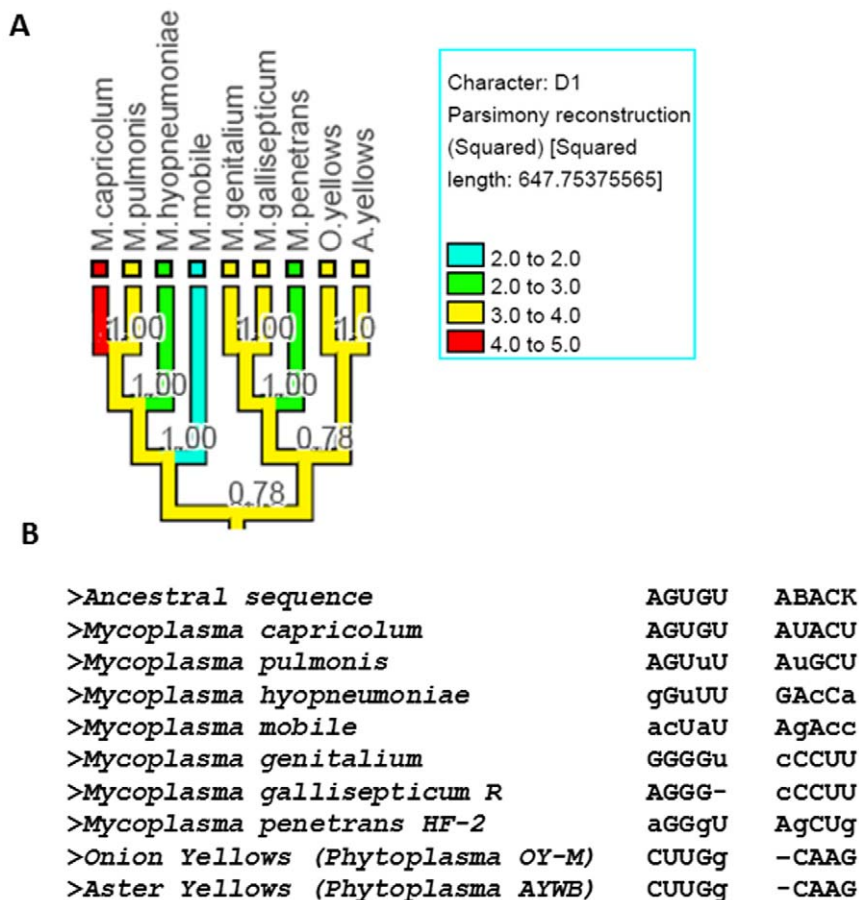 A
M.capricolum
M.pulmonis
M.hyopneumoniae
M.mobile
M.genitalium
M.gallisepticum
M.penetrans
O.yellows
A.yellows
1.00 1.00 1.0
1.00 1.00
1.00 0.78
0.78
Character: D1
Parsimony reconstruction
(Squared) [Squared
length: 647.75375565]
2.0 to 2.0
2.0 to 3.0
3.0 to 4.0
4.0 to 5.0
B
>Ancestral sequence AGUGU ABACK
>Mycoplasma capricolum AGUGU AUACU
>Mycoplasma pulmonis AGUuU AuGCU
>Mycoplasma hyopneumoniae gGuUU GAcCa
>Mycoplasma mobile acUaU AgAcc
>Mycoplasma genitalium GGGGu cCCUU
>Mycoplasma gallisepticum R AGGG- cCCUU
>Mycoplasma penetrans HF-2 aGGgU AgCUg
>Onion Yellows (Phytoplasma OY-M) CUUGg -CAAG
>Aster Yellows (Phytoplasma AYWB) CUUGg -CAAG